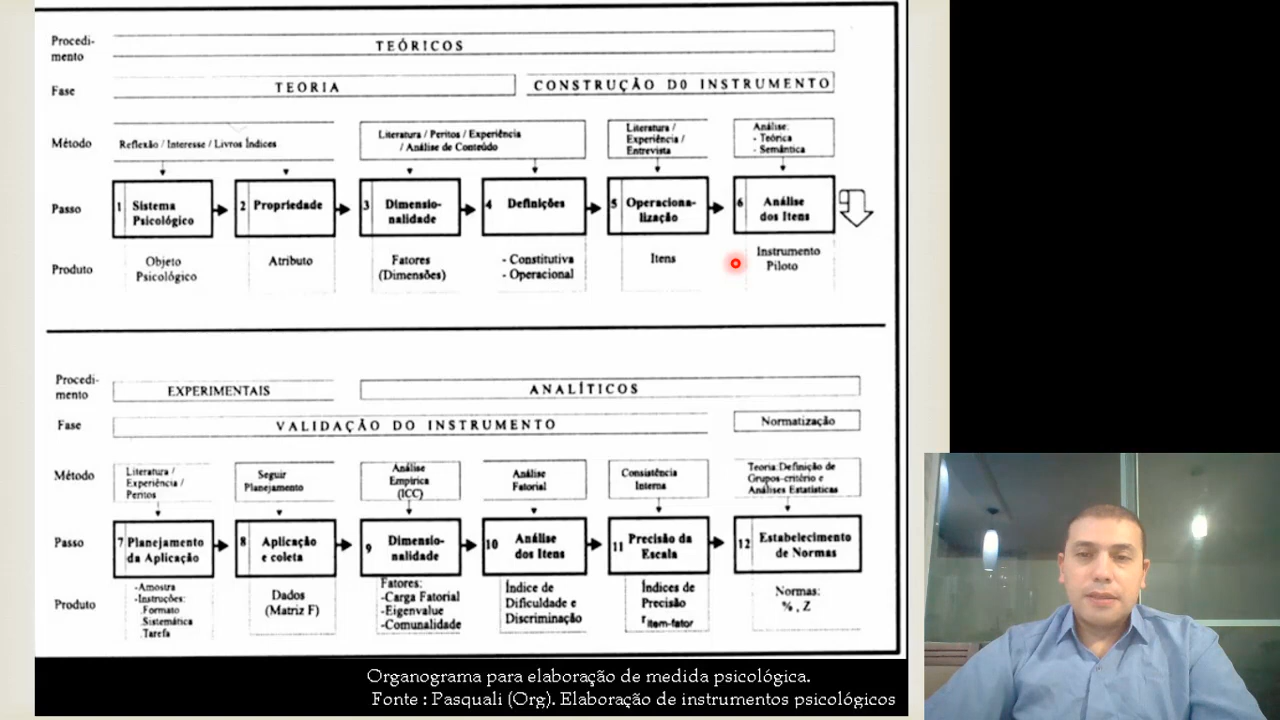 Procedi-
mento
TEÓRICOS
Fase
TEORIA
CONSTRUÇÃO DO INSTRUMENTO
Método
Reflexão / Interesse / Livros Índices
Literatura / Peritos / Experiência
/ Análise de Conteúdo
Literatura /
Experiência /
Entrevista
Análise:
- Teórica
- Semântica
Passo
1 Sistema
Psicológico
2 Propriedade
3 Dimensio-
nalidade
4 Definições
5 Operaciona-
lização
6 Análise
dos Itens
Produto
Objeto
Psicológico
Atributo
Fatores
(Dimensões)
- Constitutiva
- Operacional
Itens
Instrumento
Piloto
Procedi-
mento
EXPERIMENTAIS
ANALÍTICOS
Fase
VALIDAÇÃO DO INSTRUMENTO
Normatização
Método
Literatura /
Experiência /
Peritos
Seguir
Planejamento
Análise
Empírica
(ICC)
Análise
Fatorial
Consistência
Interna
Teoria:Definição de
Grupos-critério e
Análises Estatísticas
Passo
7 Planejamento
da Aplicação
8 Aplicação
e coleta
9 Dimensio-
nalidade
10 Análise
dos Itens
11 Precisão da
Escala
12 Estabelecimento
de Normas
Produto
-Amostra
-Instruções:
.Formato
.Sistemática
.Tarefa
Dados
(Matriz F)
Fatores:
-Carga Fatorial
-Eigenvalue
-Comunalidade
Índice de
Dificuldade e
Discriminação
Índices de
Precisão
r item-fator
Normas:
% , Z
Organograma para elaboração de medida psicológica.
Fonte : Pasquali (Org). Elaboração de instrumentos psicológicos